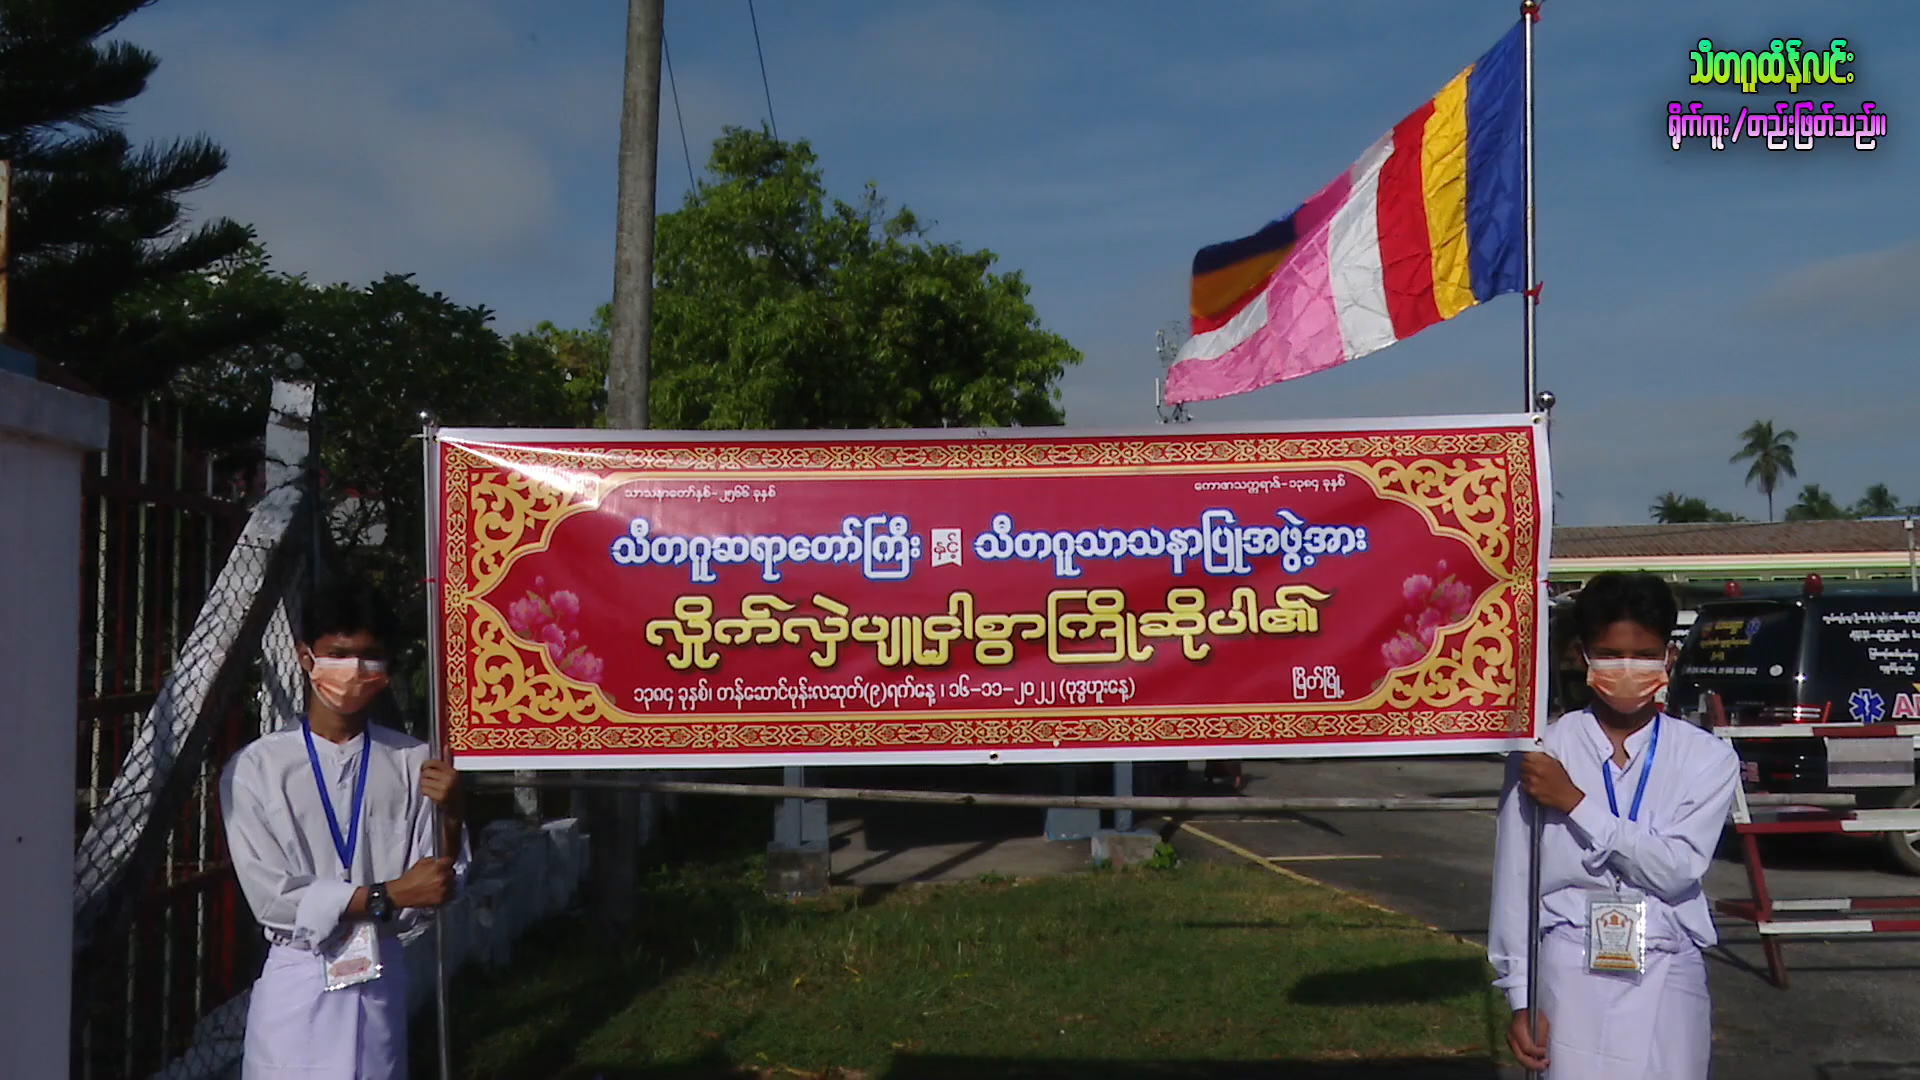 သီတဂူထိန်လင်း
ရိုက်ကူး/တည်းဖြတ်သည်။
သာသနာတော်နှစ်-၂၅၆၆ ခုနှစ်
ကောဇာသက္ကရာဇ်-၁၃၈၄ ခုနှစ်
သီတဂူဆရာတော်ကြီး နှင့် သီတဂူသာသနာပြုအဖွဲ့အား
လှိုက်လှဲပျူငှါစွာကြိုဆိုပါ၏
၁၃၈၄ ခုနှစ်၊ တန်ဆောင်မုန်းလဆုတ်(၉)ရက်နေ့၊ ၁၆-၁၁-၂၀၂၂ (ဗုဒ္ဓဟူးနေ့)
မြိတ်မြို့